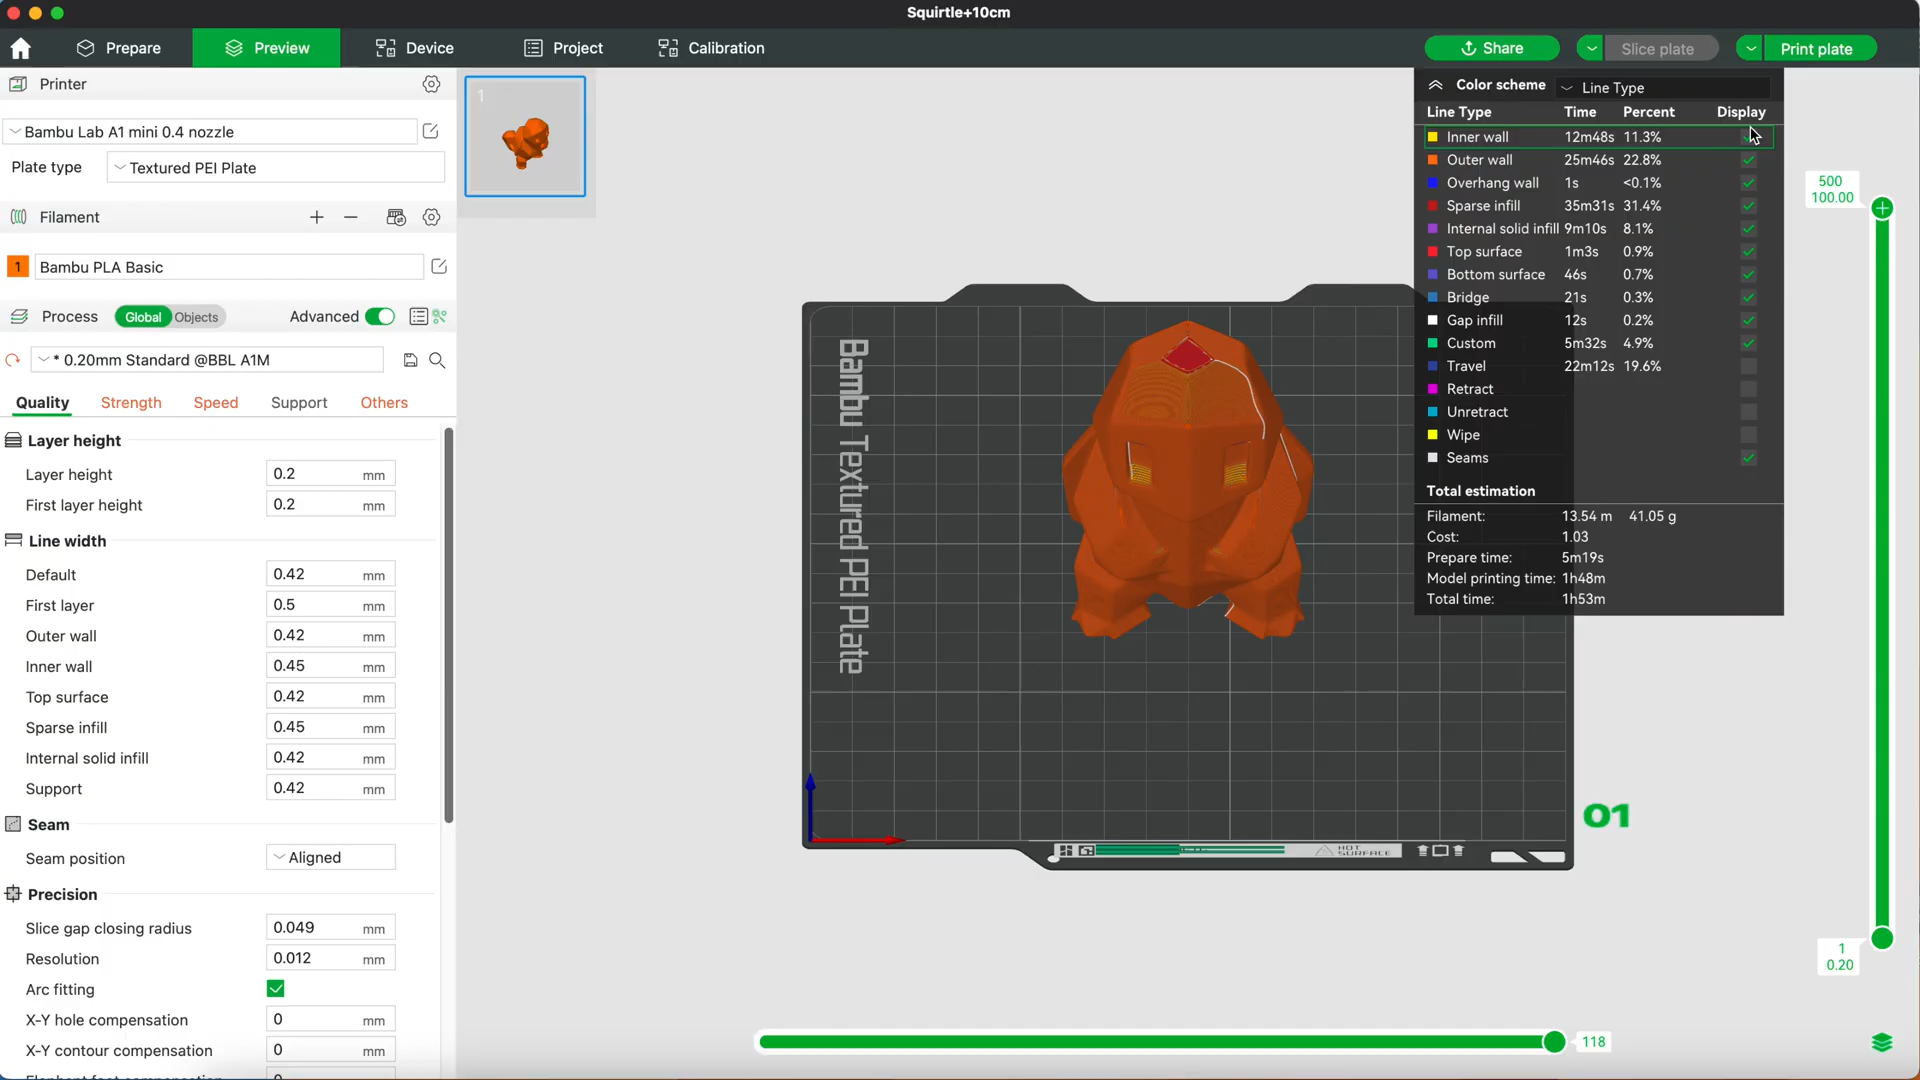 Squirtle+10cm
Prepare
Preview
Device
Project
Calibration
Share
Slice plate
Print plate
Printer
Bambu Lab A1 mini 0.4 nozzle
Plate type
Textured PEI Plate
Filament
1
Bambu PLA Basic
Process
Global
Objects
Advanced
* 0.20mm Standard @BBL A1M
Quality
Strength
Speed
Support
Others
Layer height
Layer height 0.2 mm
First layer height 0.2 mm
Line width
Default 0.42 mm
First layer 0.5 mm
Outer wall 0.42 mm
Inner wall 0.45 mm
Top surface 0.42 mm
Sparse infill 0.45 mm
Internal solid infill 0.42 mm
Support 0.42 mm
Seam
Seam position Aligned
Precision
Slice gap closing radius 0.049 mm
Resolution 0.012 mm
Arc fitting
X-Y hole compensation 0 mm
X-Y contour compensation 0 mm
1
Bambu Textured PEI Plate
HOT SURFACE
01
Color scheme Line Type
Line Type Time Percent Display
Inner wall 12m48s 11.3%
Outer wall 25m46s 22.8%
Overhang wall 1s <0.1%
Sparse infill 35m31s 31.4%
Internal solid infill 9m10s 8.1%
Top surface 1m3s 0.9%
Bottom surface 46s 0.7%
Bridge 21s 0.3%
Gap infill 12s 0.2%
Custom 5m32s 4.9%
Travel 22m12s 19.6%
Retract
Unretract
Wipe
Seams
Total estimation
Filament: 13.54 m 41.05 g
Cost: 1.03
Prepare time: 5m19s
Model printing time: 1h48m
Total time: 1h53m
500
100.00
1
0.20
118